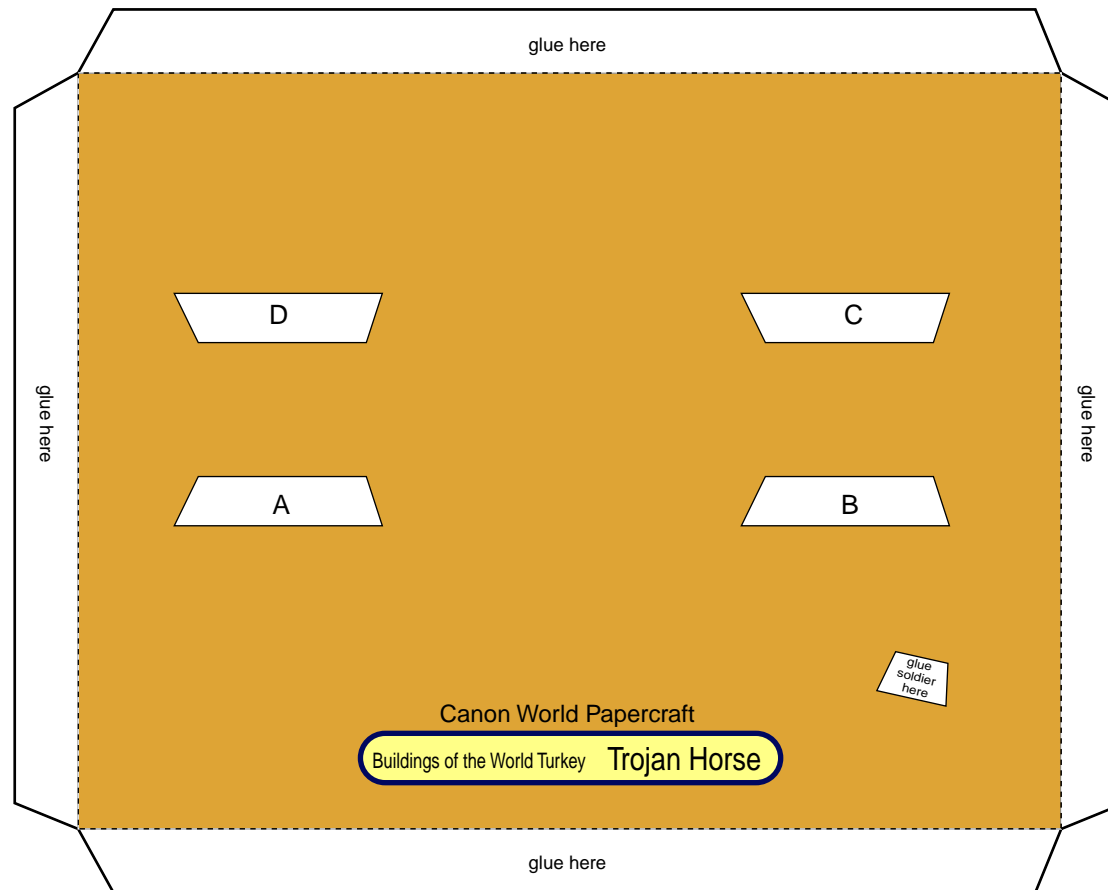 glue here
D
C
glue here
glue here
A
B
glue
soldier
here
Canon World Papercraft
Buildings of the World Turkey Trojan Horse
glue here